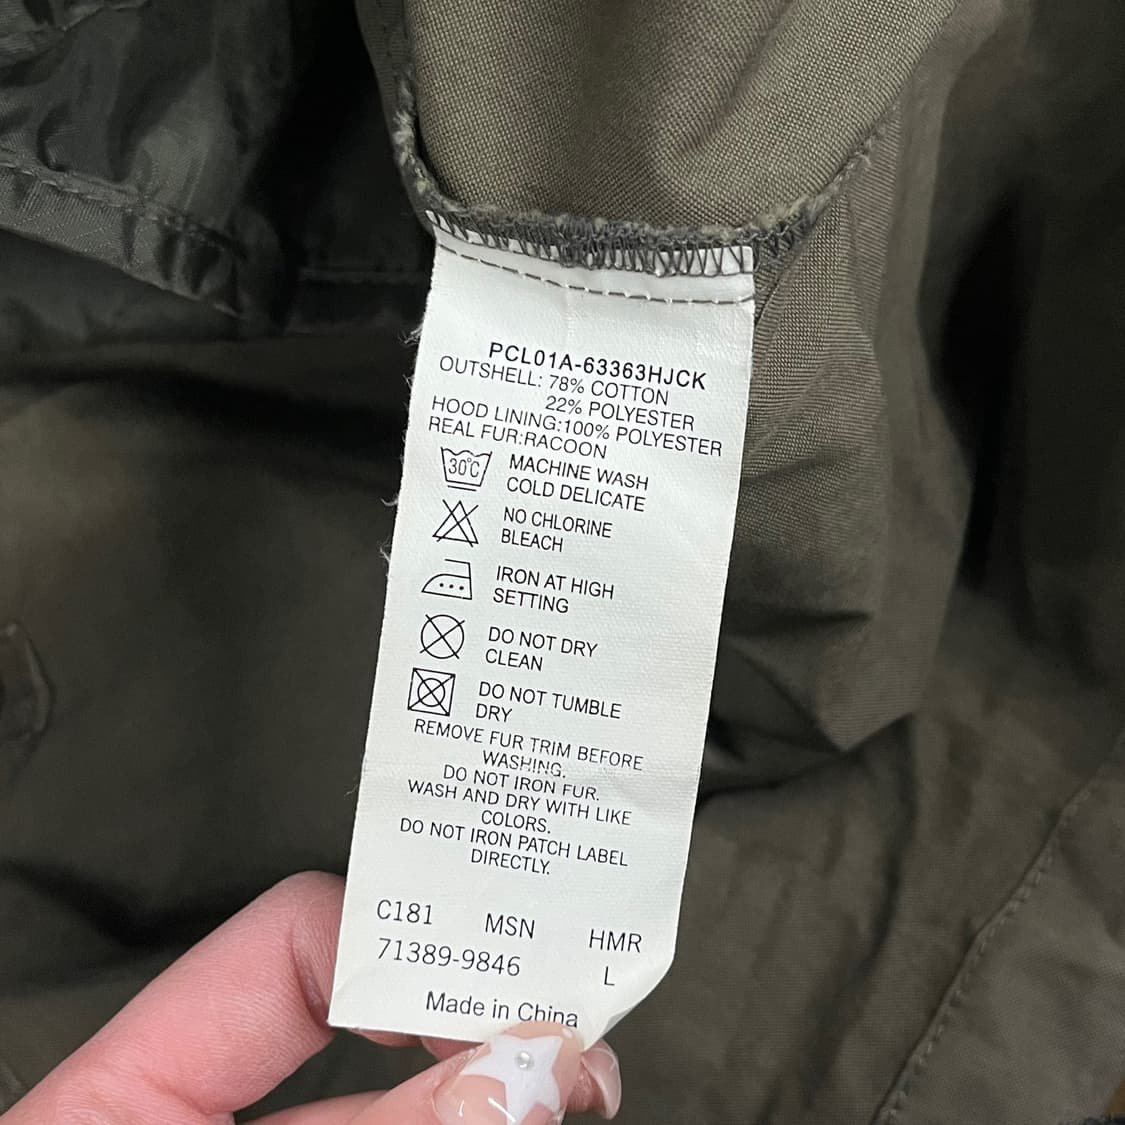 PCL01A-63363HJCK
OUTSHELL: 78% COTTON
22% POLYESTER
HOOD LINING:100% POLYESTER
REAL FUR:RACOON
30°C MACHINE WASH
COLD DELICATE
NO CHLORINE
BLEACH
IRON AT HIGH
SETTING
DO NOT DRY
CLEAN
DO NOT TUMBLE
DRY
REMOVE FUR TRIM BEFORE
WASHING.
DO NOT IRON FUR.
WASH AND DRY WITH LIKE
COLORS.
DO NOT IRON PATCH LABEL
DIRECTLY.
C181 MSN HMR
71389-9846 L
Made in China